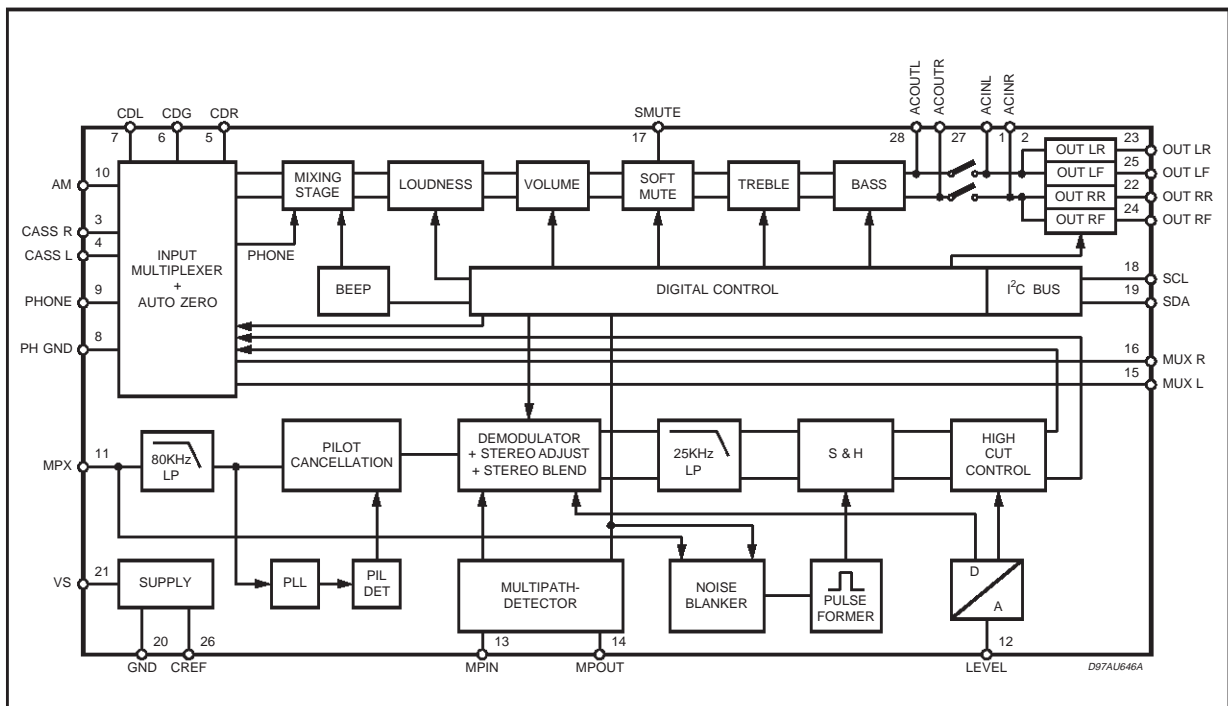 ACOUTL
ACOUTR
ACINL
ACINR
CDL
CDG
CDR
SMUTE
7
6
5
17
28
27
1
2
23
OUT LR
OUT LR
10
AM
MIXING
STAGE
LOUDNESS
VOLUME
SOFT
MUTE
TREBLE
BASS
OUT LF
25
OUT LF
OUT RR
22
OUT RR
3
CASS R
OUT RF
24
OUT RF
4
CASS L
INPUT
MULTIPLEXER
+
AUTO ZERO
PHONE
BEEP
DIGITAL CONTROL
I2C BUS
18
SCL
19
SDA
9
PHONE
8
PH GND
16
MUX R
15
MUX L
11
MPX
80KHz
LP
PILOT
CANCELLATION
DEMODULATOR
+ STEREO ADJUST
+ STEREO BLEND
25KHz
LP
S & H
HIGH
CUT
CONTROL
21
VS
SUPPLY
PLL
PIL
DET
MULTIPATH-
DETECTOR
NOISE
BLANKER
PULSE
FORMER
D
A
20
26
13
14
12
GND
CREF
MPIN
MPOUT
LEVEL
D97AU646A